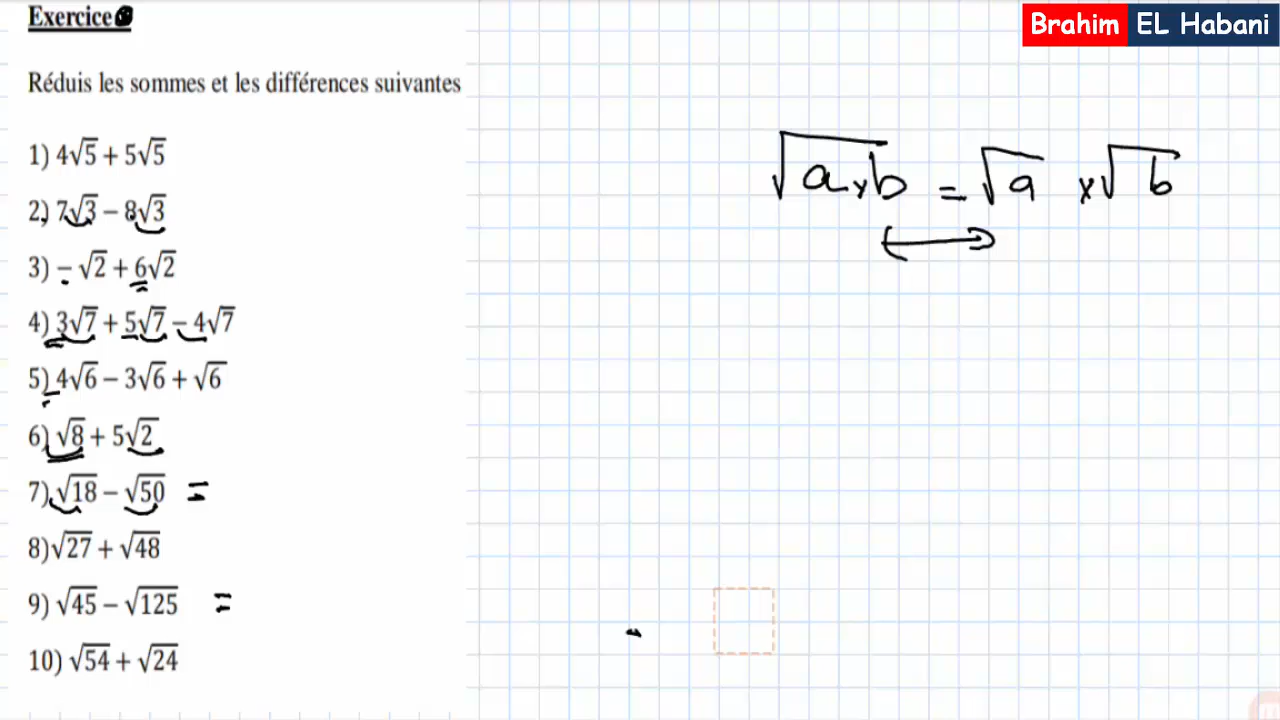 Exercice
Brahim EL Habani
Réduis les sommes et les différences suivantes
1) 4√5 + 5√5
2) 7√3 − 8√3
3) − √2 + 6√2
4) 3√7 + 5√7 − 4√7
5) 4√6 − 3√6 + √6
6) √8 + 5√2
7) √18 − √50 =
8) √27 + √48
9) √45 − √125 =
10) √54 + √24
√a×b = √a × √b